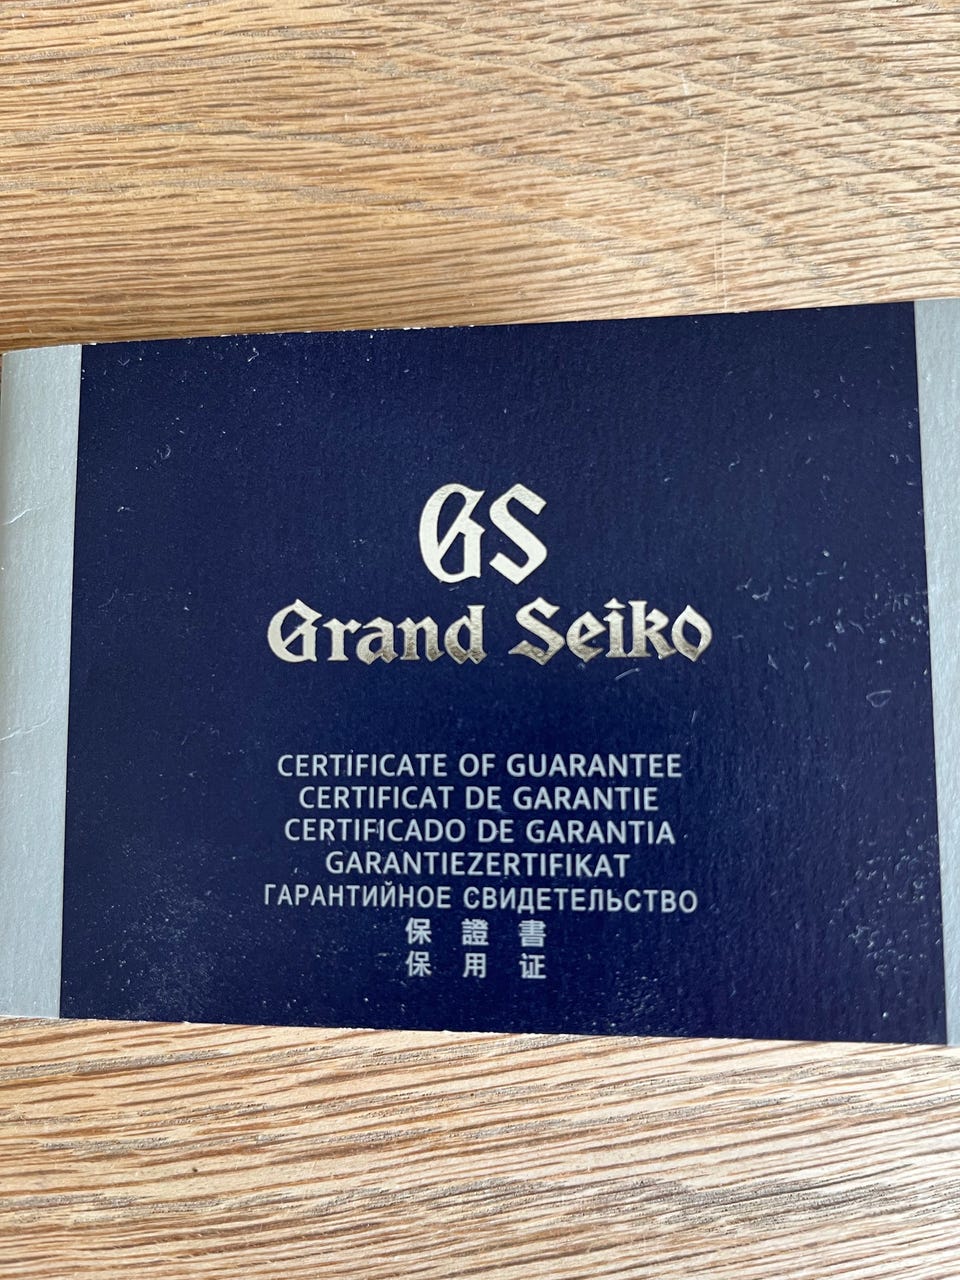 GS
Grand Seiko
CERTIFICATE OF GUARANTEE
CERTIFICAT DE GARANTIE
CERTIFICADO DE GARANTIA
GARANTIEZERTIFIKAT
ГАРАНТИЙНОЕ СВИДЕТЕЛЬСТВО
保證書
保用证